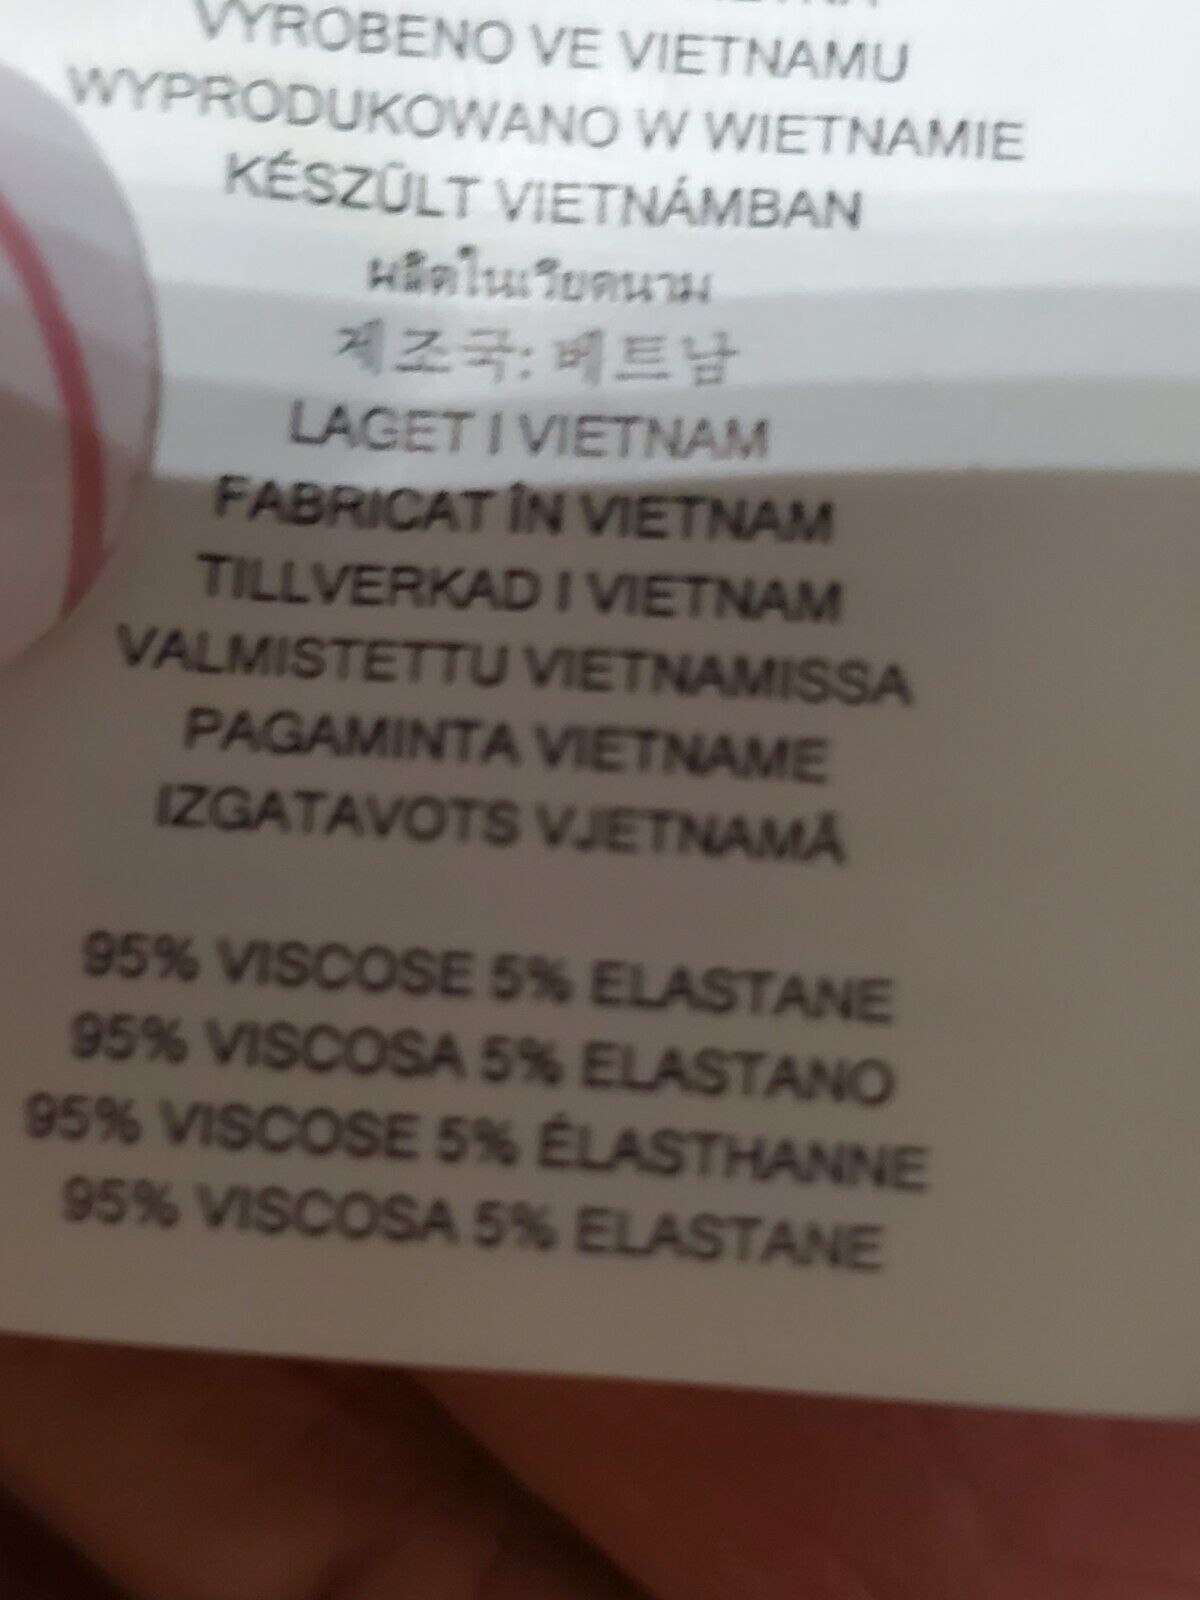 VYROBENO VE VIETNAMU
WYPRODUKOWANO W WIETNAMIE
KÉSZÜLT VIETNÁMBAN
ผลิตในเวียดนาม
제조국: 베트남
LAGET I VIETNAM
FABRICAT ÎN VIETNAM
TILLVERKAD I VIETNAM
VALMISTETTU VIETNAMISSA
PAGAMINTA VIETNAME
IZGATAVOTS VJETNAMĀ
95% VISCOSE 5% ELASTANE
95% VISCOSA 5% ELASTANO
95% VISCOSE 5% ÉLASTHANNE
95% VISCOSA 5% ELASTANE